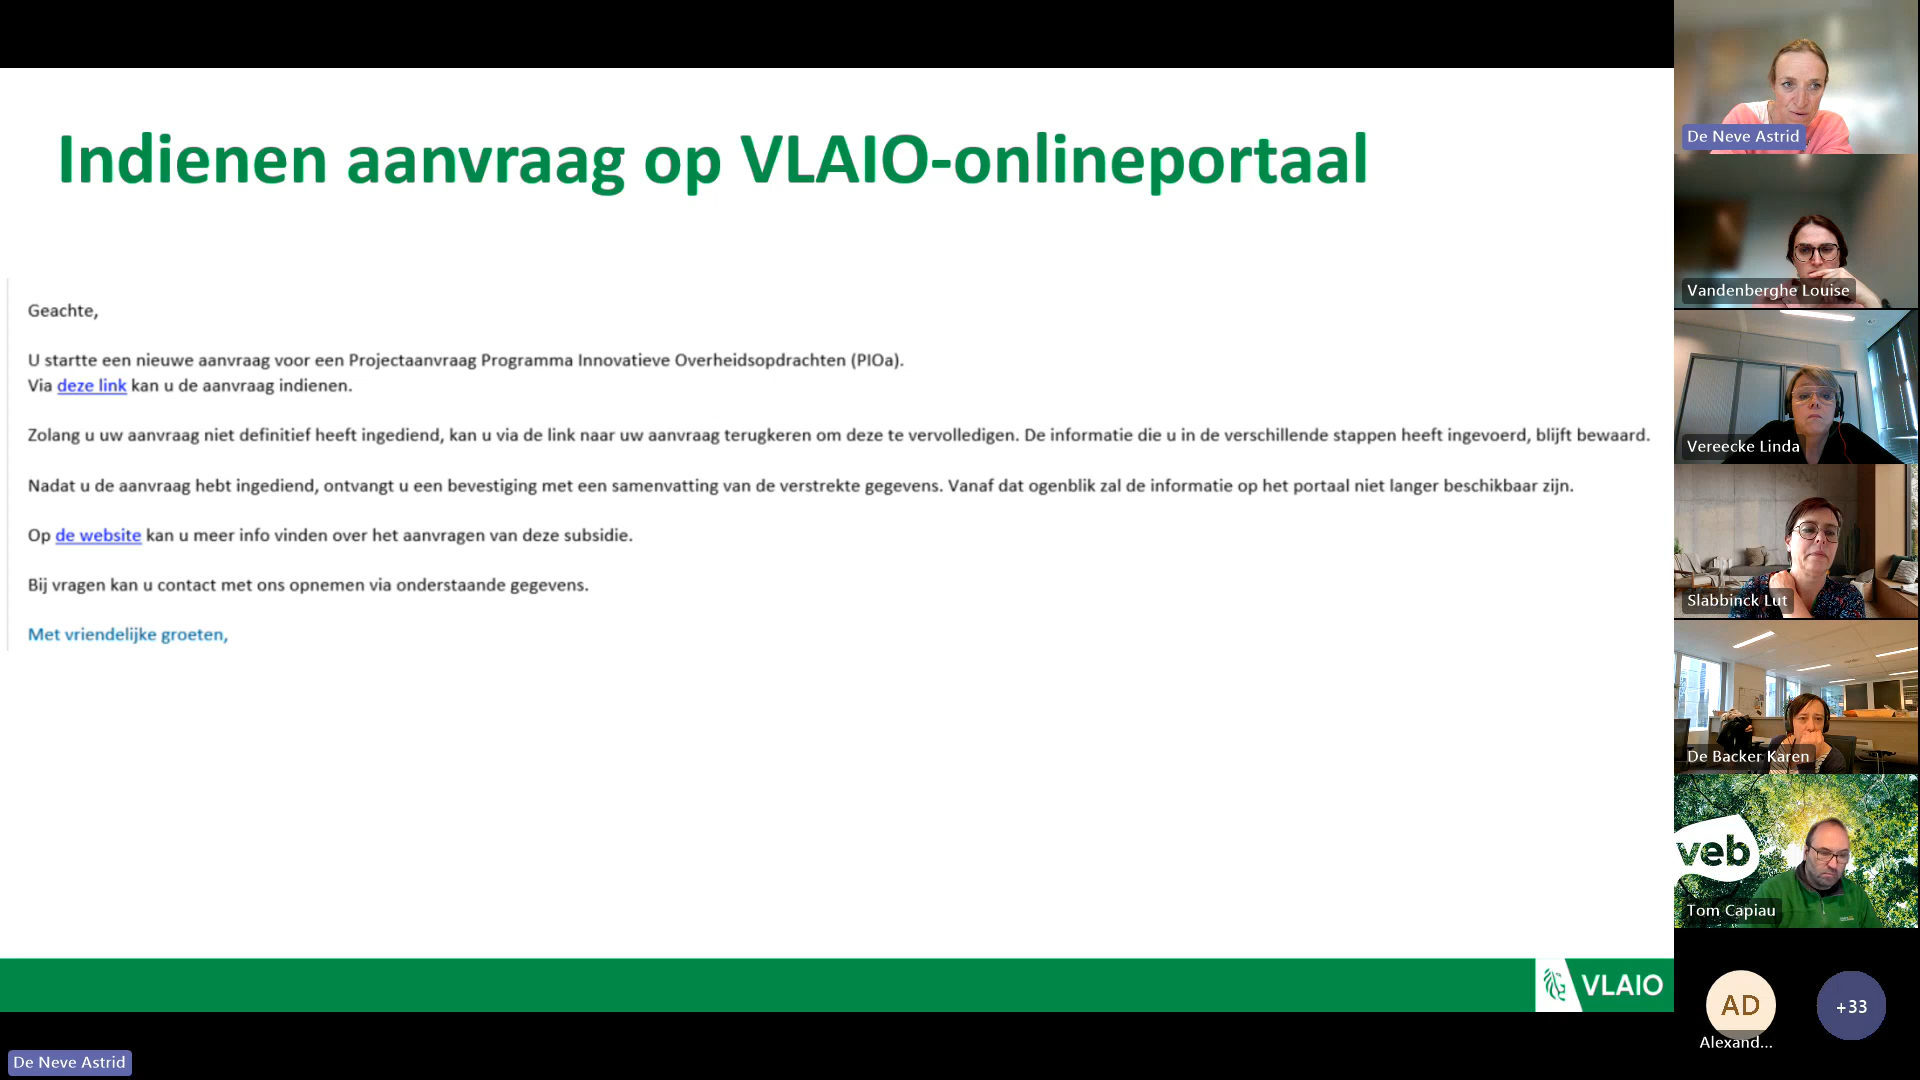 Indienen aanvraag op VLAIO-onlineportaal
Geachte,
U startte een nieuwe aanvraag voor een Projectaanvraag Programma Innovatieve Overheidsopdrachten (PIOa).
Via deze link kan u de aanvraag indienen.
Zolang u uw aanvraag niet definitief heeft ingediend, kan u via de link naar uw aanvraag terugkeren om deze te vervolledigen. De informatie die u in de verschillende stappen heeft ingevoerd, blijft bewaard.
Nadat u de aanvraag hebt ingediend, ontvangt u een bevestiging met een samenvatting van de verstrekte gegevens. Vanaf dat ogenblik zal de informatie op het portaal niet langer beschikbaar zijn.
Op de website kan u meer info vinden over het aanvragen van deze subsidie.
Bij vragen kan u contact met ons opnemen via onderstaande gegevens.
Met vriendelijke groeten,
VLAIO
De Neve Astrid
De Neve Astrid
Vandenberghe Louise
Vereecke Linda
Slabbinck Lut
De Backer Karen
veb
Tom Capiau
AD
Alexand...
+33